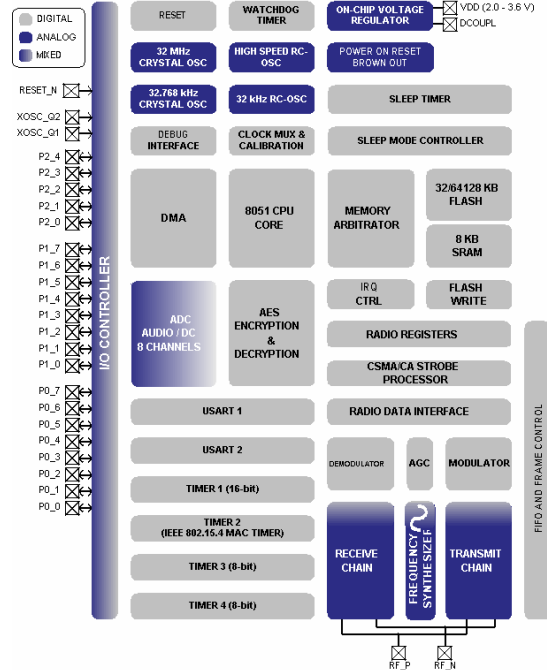 DIGITAL
ANALOG
MIXED
RESET
WATCHDOG
TIMER
ON-CHIP VOLTAGE
REGULATOR
VDD (2.0 - 3.6 V)
DCOUPL
32 MHz
CRYSTAL OSC
HIGH SPEED RC-
OSC
POWER ON RESET
BROWN OUT
32.768 kHz
CRYSTAL OSC
32 kHz RC-OSC
SLEEP TIMER
DEBUG
INTERFACE
CLOCK MUX &
CALIBRATION
SLEEP MODE CONTROLLER
RESET_N
XOSC_Q2
XOSC_Q1
P2_4
P2_3
P2_2
P2_1
P2_0
P1_7
P1_6
P1_5
P1_4
P1_3
P1_2
P1_1
P1_0
P0_7
P0_6
P0_5
P0_4
P0_3
P0_2
P0_1
P0_0
I/O CONTROLLER
DMA
8051 CPU
CORE
MEMORY
ARBITRATOR
32/64128 KB
FLASH
8 KB
SRAM
ADC
AUDIO / DC
8 CHANNELS
AES
ENCRYPTION
&
DECRYPTION
IRQ
CTRL
FLASH
WRITE
RADIO REGISTERS
CSMA/CA STROBE
PROCESSOR
RADIO DATA INTERFACE
USART 1
USART 2
TIMER 1 (16-bit)
TIMER 2
(IEEE 802.15.4 MAC TIMER)
TIMER 3 (8-bit)
TIMER 4 (8-bit)
DEMODULATOR
AGC
MODULATOR
RECEIVE
CHAIN
FREQUENCY
SYNTHESIZER
TRANSMIT
CHAIN
FIFO AND FRAME CONTROL
RF_P
RF_N